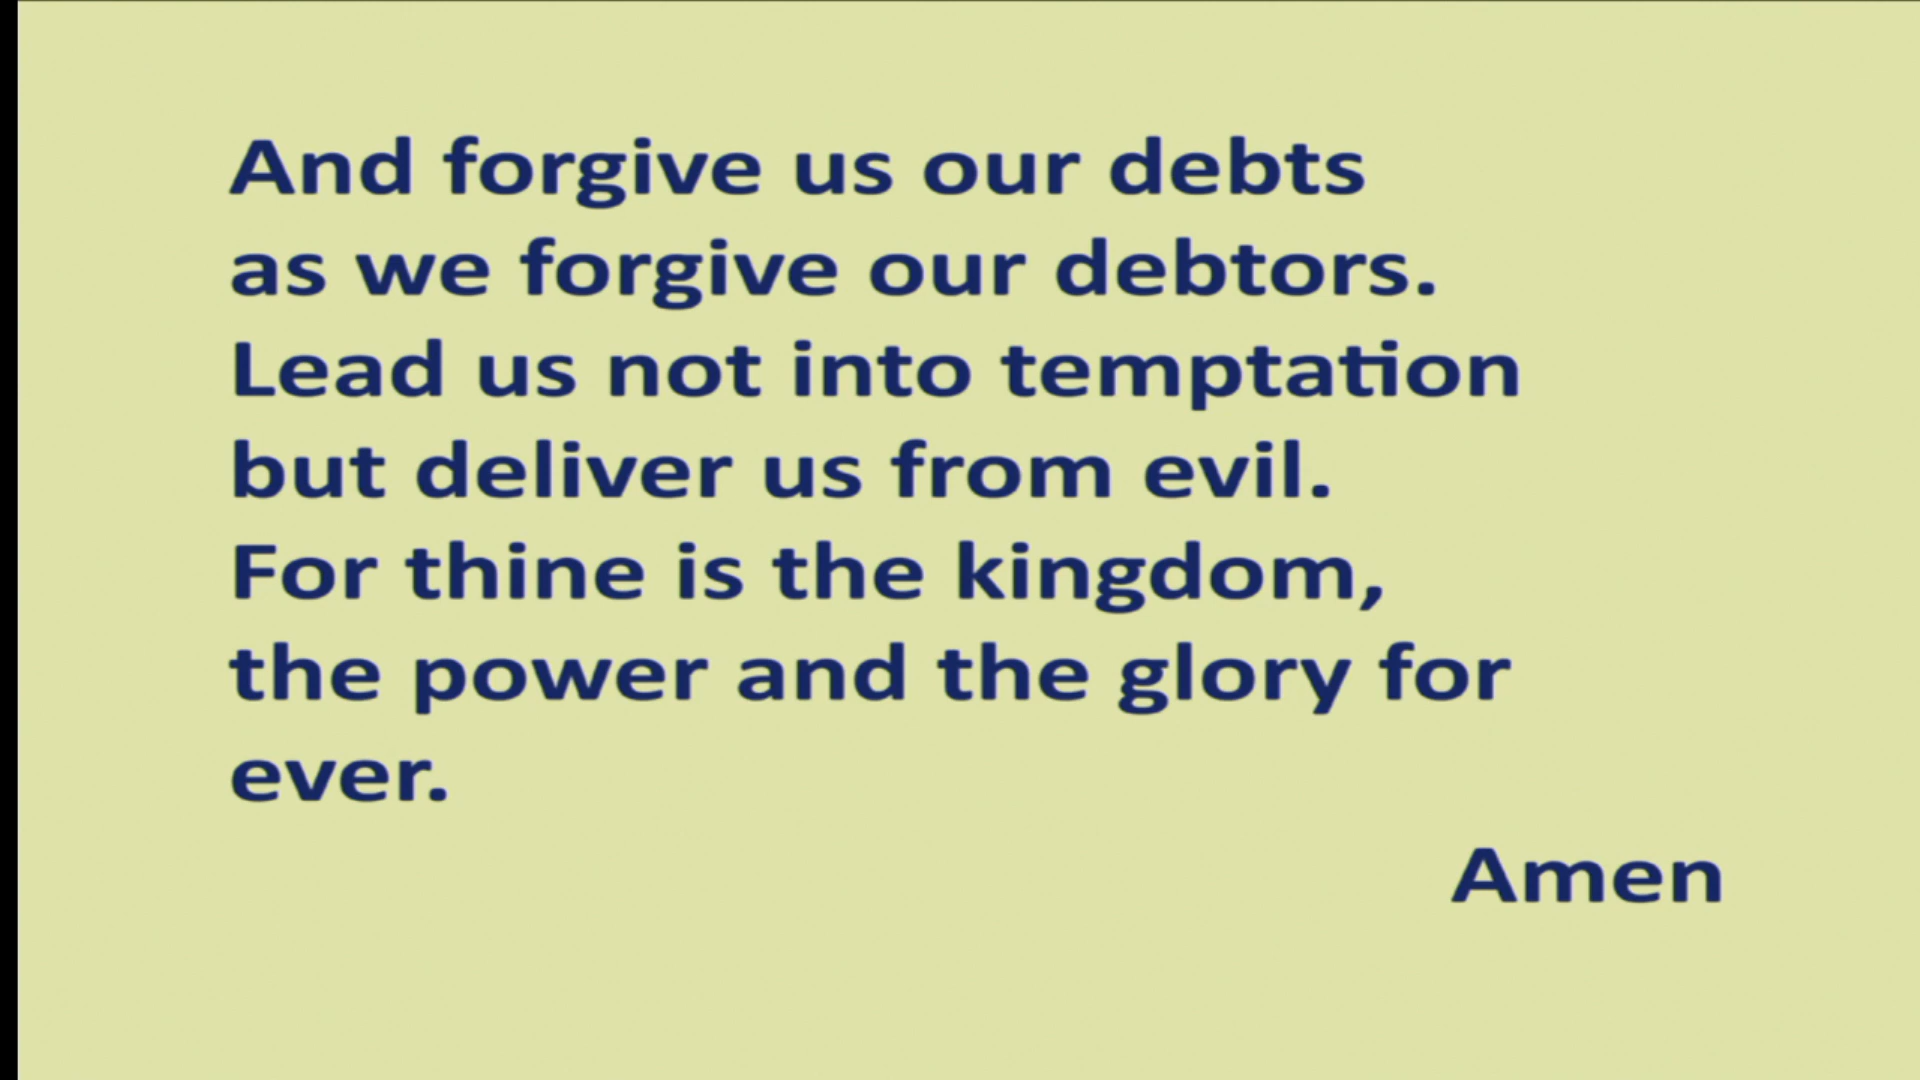 And forgive us our debts
as we forgive our debtors.
Lead us not into temptation
but deliver us from evil.
For thine is the kingdom,
the power and the glory for
ever.
Amen